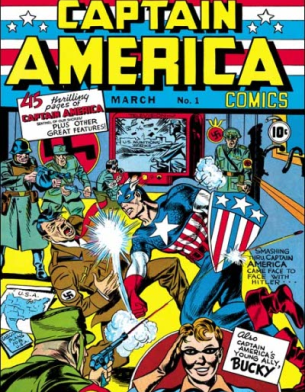 CAPTAIN
AMERICA
COMICS
MARCH No. 1
10¢
45 thrilling
pages of
CAPTAIN AMERICA
PLUS OTHER
GREAT FEATURES!
U.S.A.
SMASHING
THRU, CAPTAIN
AMERICA
CAME FACE TO
FACE WITH
HITLER...
Also
CAPTAIN
AMERICA'S
YOUNG ALLY,
BUCKY